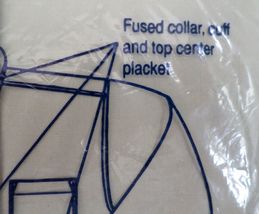 Fused collar, cuff
and top center
placket